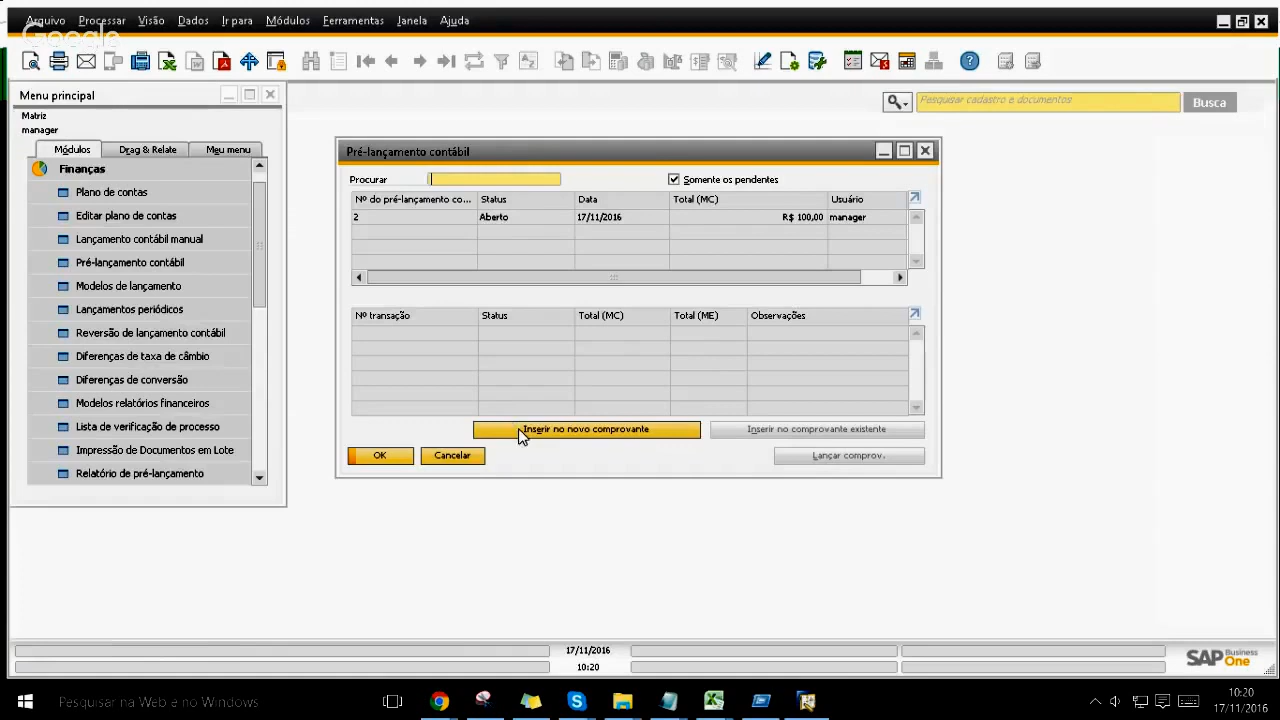 Arquivo Processar Visão Dados Ir para Módulos Ferramentas Janela Ajuda
Google
Menu principal
Matriz
manager
Módulos Drag & Relate Meu menu
Finanças
Plano de contas
Editar plano de contas
Lançamento contábil manual
Pré-lançamento contábil
Modelos de lançamento
Lançamentos periódicos
Reversão de lançamento contábil
Diferenças de taxa de câmbio
Diferenças de conversão
Modelos relatórios financeiros
Lista de verificação de processo
Impressão de Documentos em Lote
Relatório de pré-lançamento
Pesquisar cadastro e documentos Busca
Pré-lançamento contábil
Procurar Somente os pendentes
Nº do pré-lançamento co... Status Data Total (MC) Usuário
2 Aberto 17/11/2016 R$ 100,00 manager
Nº transação Status Total (MC) Total (ME) Observações
Inserir no novo comprovante Inserir no comprovante existente
OK Cancelar Lançar comprov.
17/11/2016
10:20
SAP Business One
Pesquisar na Web e no Windows
10:20
17/11/2016